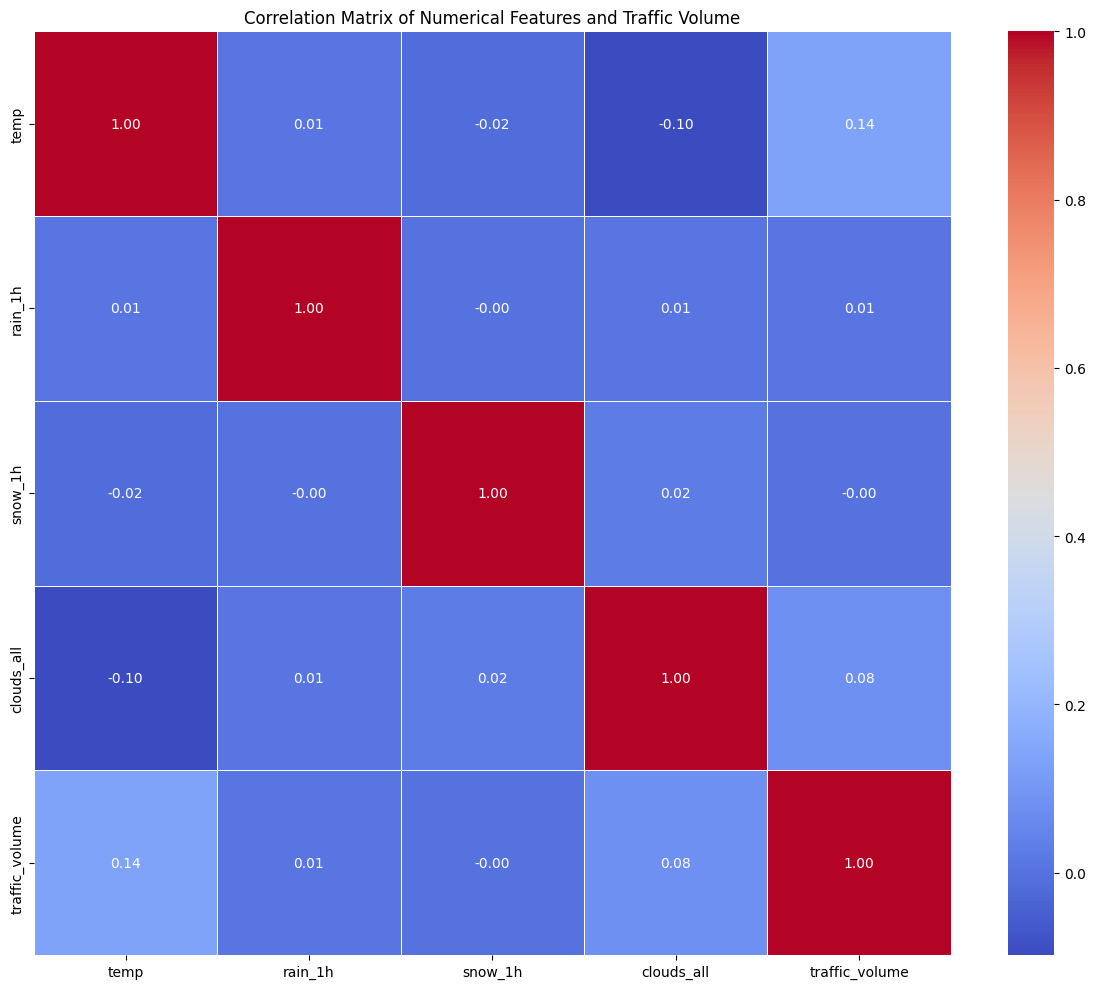 Correlation Matrix of Numerical Features and Traffic Volume
temp
1.00 0.01 -0.02 -0.10 0.14
rain_1h
0.01 1.00 -0.00 0.01 0.01
snow_1h
-0.02 -0.00 1.00 0.02 -0.00
clouds_all
-0.10 0.01 0.02 1.00 0.08
traffic_volume
0.14 0.01 -0.00 0.08 1.00
temp rain_1h snow_1h clouds_all traffic_volume
1.0
0.8
0.6
0.4
0.2
0.0